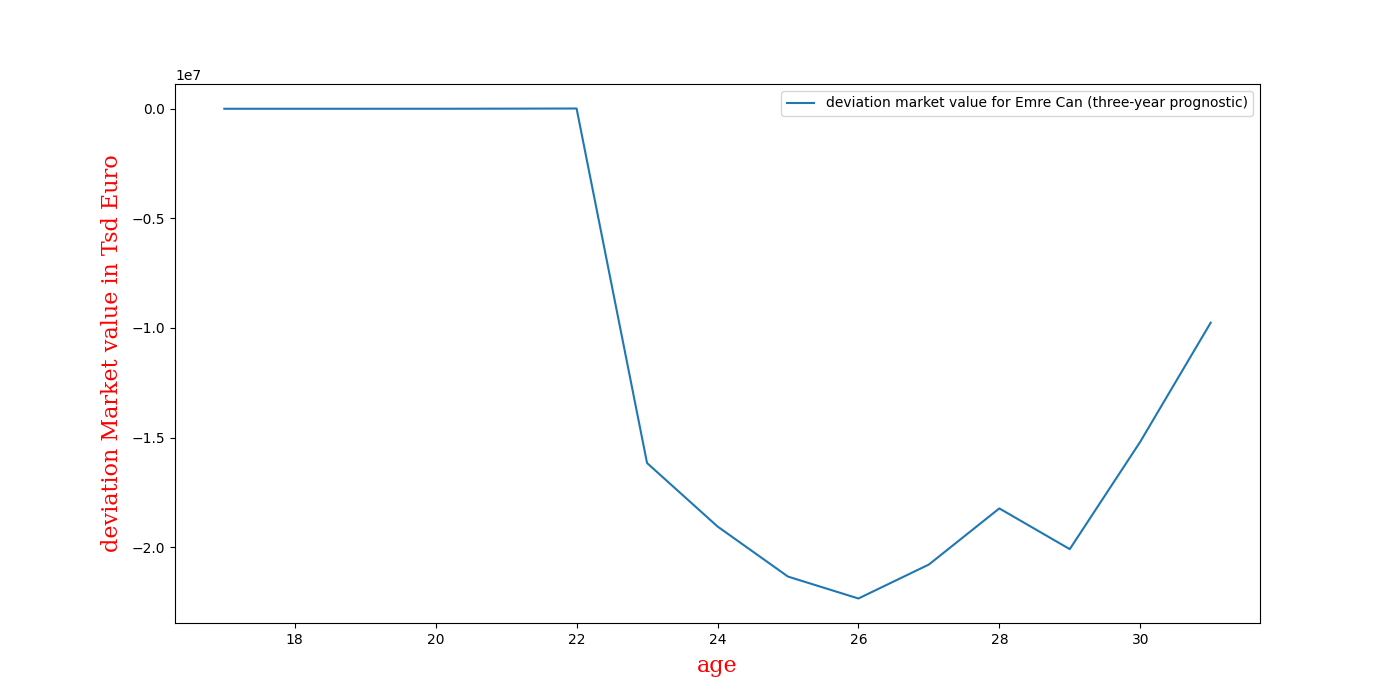 1e7
deviation market value for Emre Can (three-year prognostic)
0.0
−0.5
−1.0
−1.5
−2.0
deviation Market value in Tsd Euro
18 20 22 24 26 28 30
age